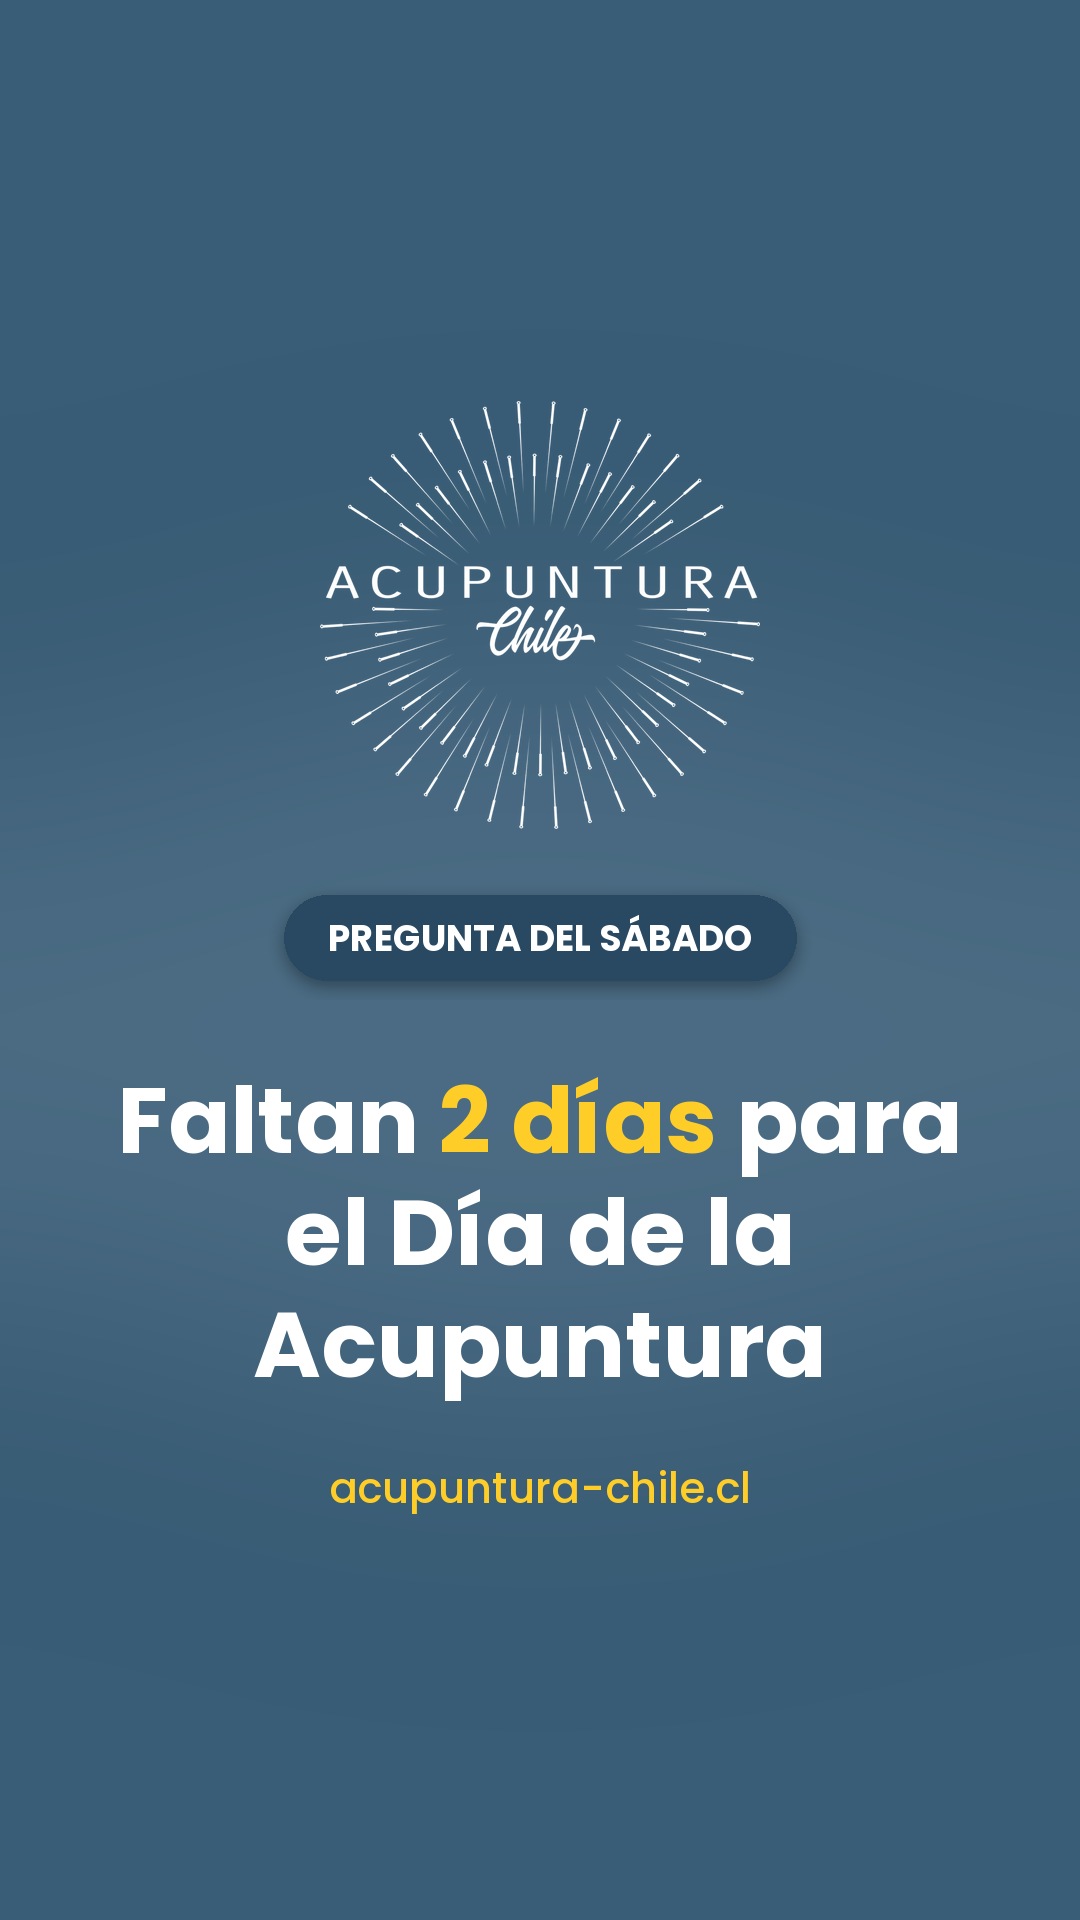 ACUPUNTURA
Chile
PREGUNTA DEL SÁBADO
Faltan 2 días para
el Día de la
Acupuntura
acupuntura-chile.cl